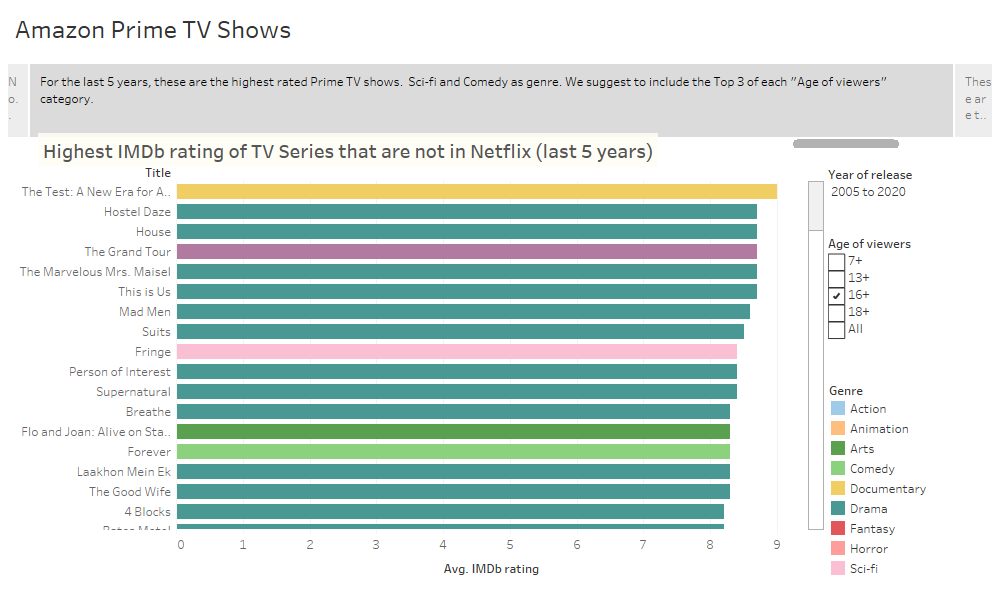 Amazon Prime TV Shows
N
o.
.
For the last 5 years, these are the highest rated Prime TV shows. Sci-fi and Comedy as genre. We suggest to include the Top 3 of each "Age of viewers"
category.
Thes
e ar
e t..
Highest IMDb rating of TV Series that are not in Netflix (last 5 years)
Title
The Test: A New Era for A..
Hostel Daze
House
The Grand Tour
The Marvelous Mrs. Maisel
This is Us
Mad Men
Suits
Fringe
Person of Interest
Supernatural
Breathe
Flo and Joan: Alive on Sta..
Forever
Laakhon Mein Ek
The Good Wife
4 Blocks
0 1 2 3 4 5 6 7 8 9
Avg. IMDb rating
Year of release
2005 to 2020
Age of viewers
7+
13+
16+
18+
All
Genre
Action
Animation
Arts
Comedy
Documentary
Drama
Fantasy
Horror
Sci-fi